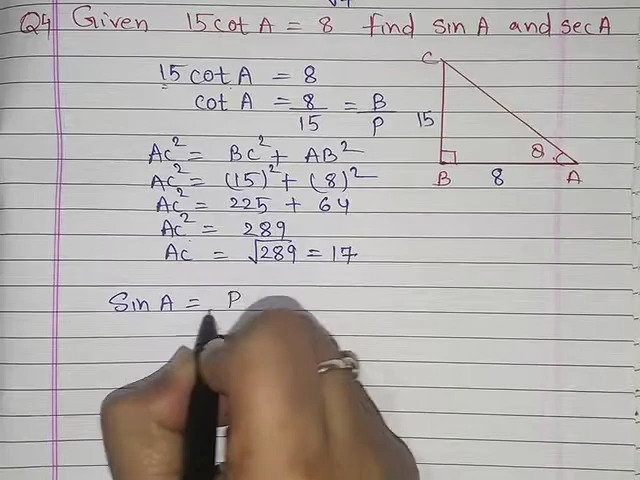 Q4 Given 15 cot A = 8 find sin A and sec A
15 cot A = 8
cot A = 8/15 = B/P
AC² = BC² + AB²
AC² = (15)² + (8)²
AC² = 225 + 64
AC² = 289
AC = √289 = 17
Sin A = P
C
15
θ
B 8 A